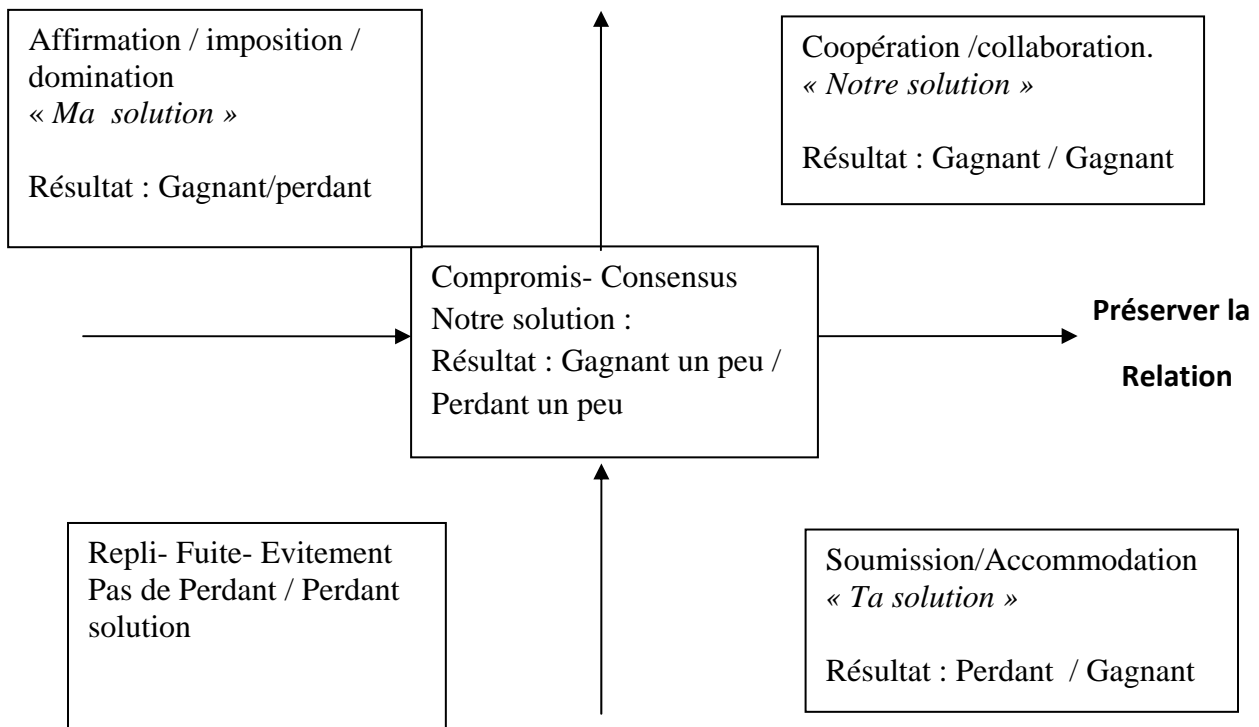 Affirmation / imposition /
domination
« Ma solution »
Résultat : Gagnant/perdant
Coopération /collaboration.
« Notre solution »
Résultat : Gagnant / Gagnant
Compromis- Consensus
Notre solution :
Résultat : Gagnant un peu /
Perdant un peu
Préserver la
Relation
Repli- Fuite- Evitement
Pas de Perdant / Perdant
solution
Soumission/Accommodation
« Ta solution »
Résultat : Perdant / Gagnant